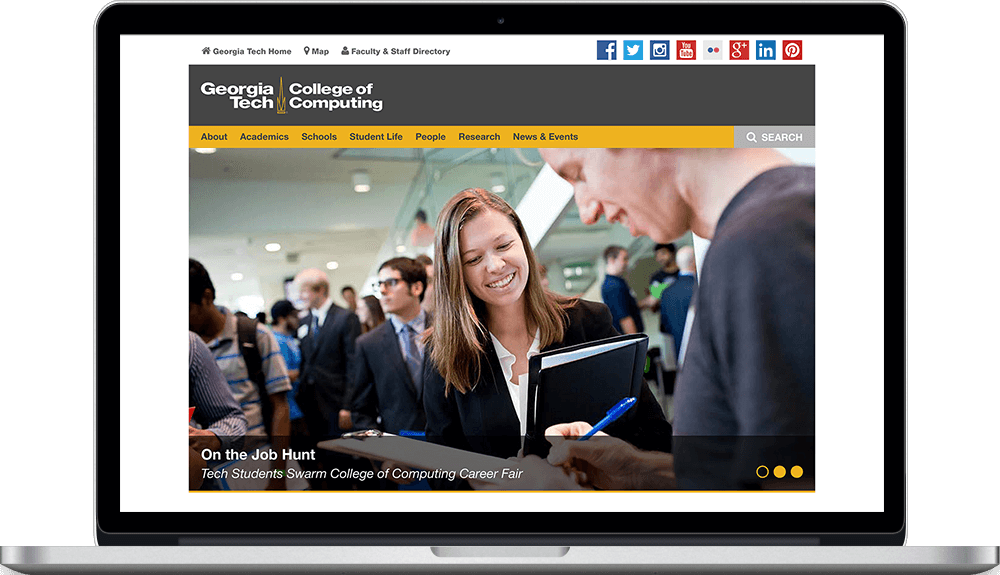 Georgia Tech Home Map Faculty & Staff Directory
You
Tube
g+
in
Georgia
Tech
College of
Computing
About Academics Schools Student Life People Research News & Events
SEARCH
On the Job Hunt
Tech Students Swarm College of Computing Career Fair